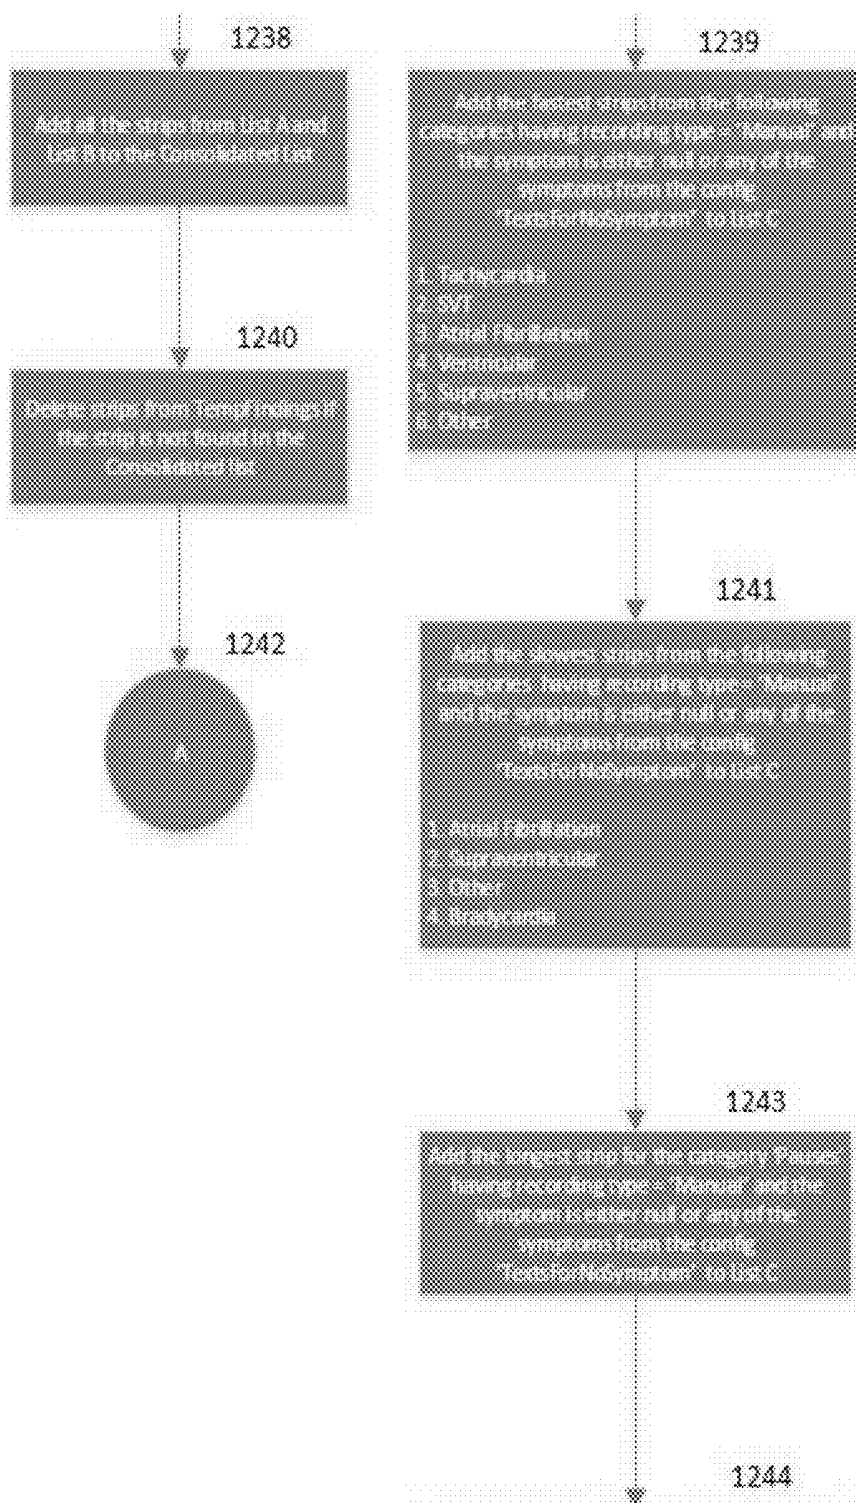 1238
Add all the strips from List A and
List B to the Consolidated List
1240
Delete strips from TempFindings if
the strip is not found in the
Consolidated List
1242
A
1239
Add the fastest strips from the following
categories having recording type = 'Manual' and
the symptom is either null or any of the
symptoms from the config
'TextsForNoSymptom' to List C
1. Tachycardia
2. SVT
3. Atrial Fibrillation
4. Ventricular
5. Supraventricular
6. Other
1241
Add the slowest strips from the following
categories having recording type = 'Manual'
and the symptom is either null or any of the
symptoms from the config
'TextsForNoSymptom' to List C
1. Atrial Fibrillation
2. Supraventricular
3. Other
4. Bradycardia
1243
Add the longest strip for the category Pauses
having recording type = 'Manual' and the
symptom is either null or any of the
symptoms from the config
'TextsForNoSymptom' to List C
1244